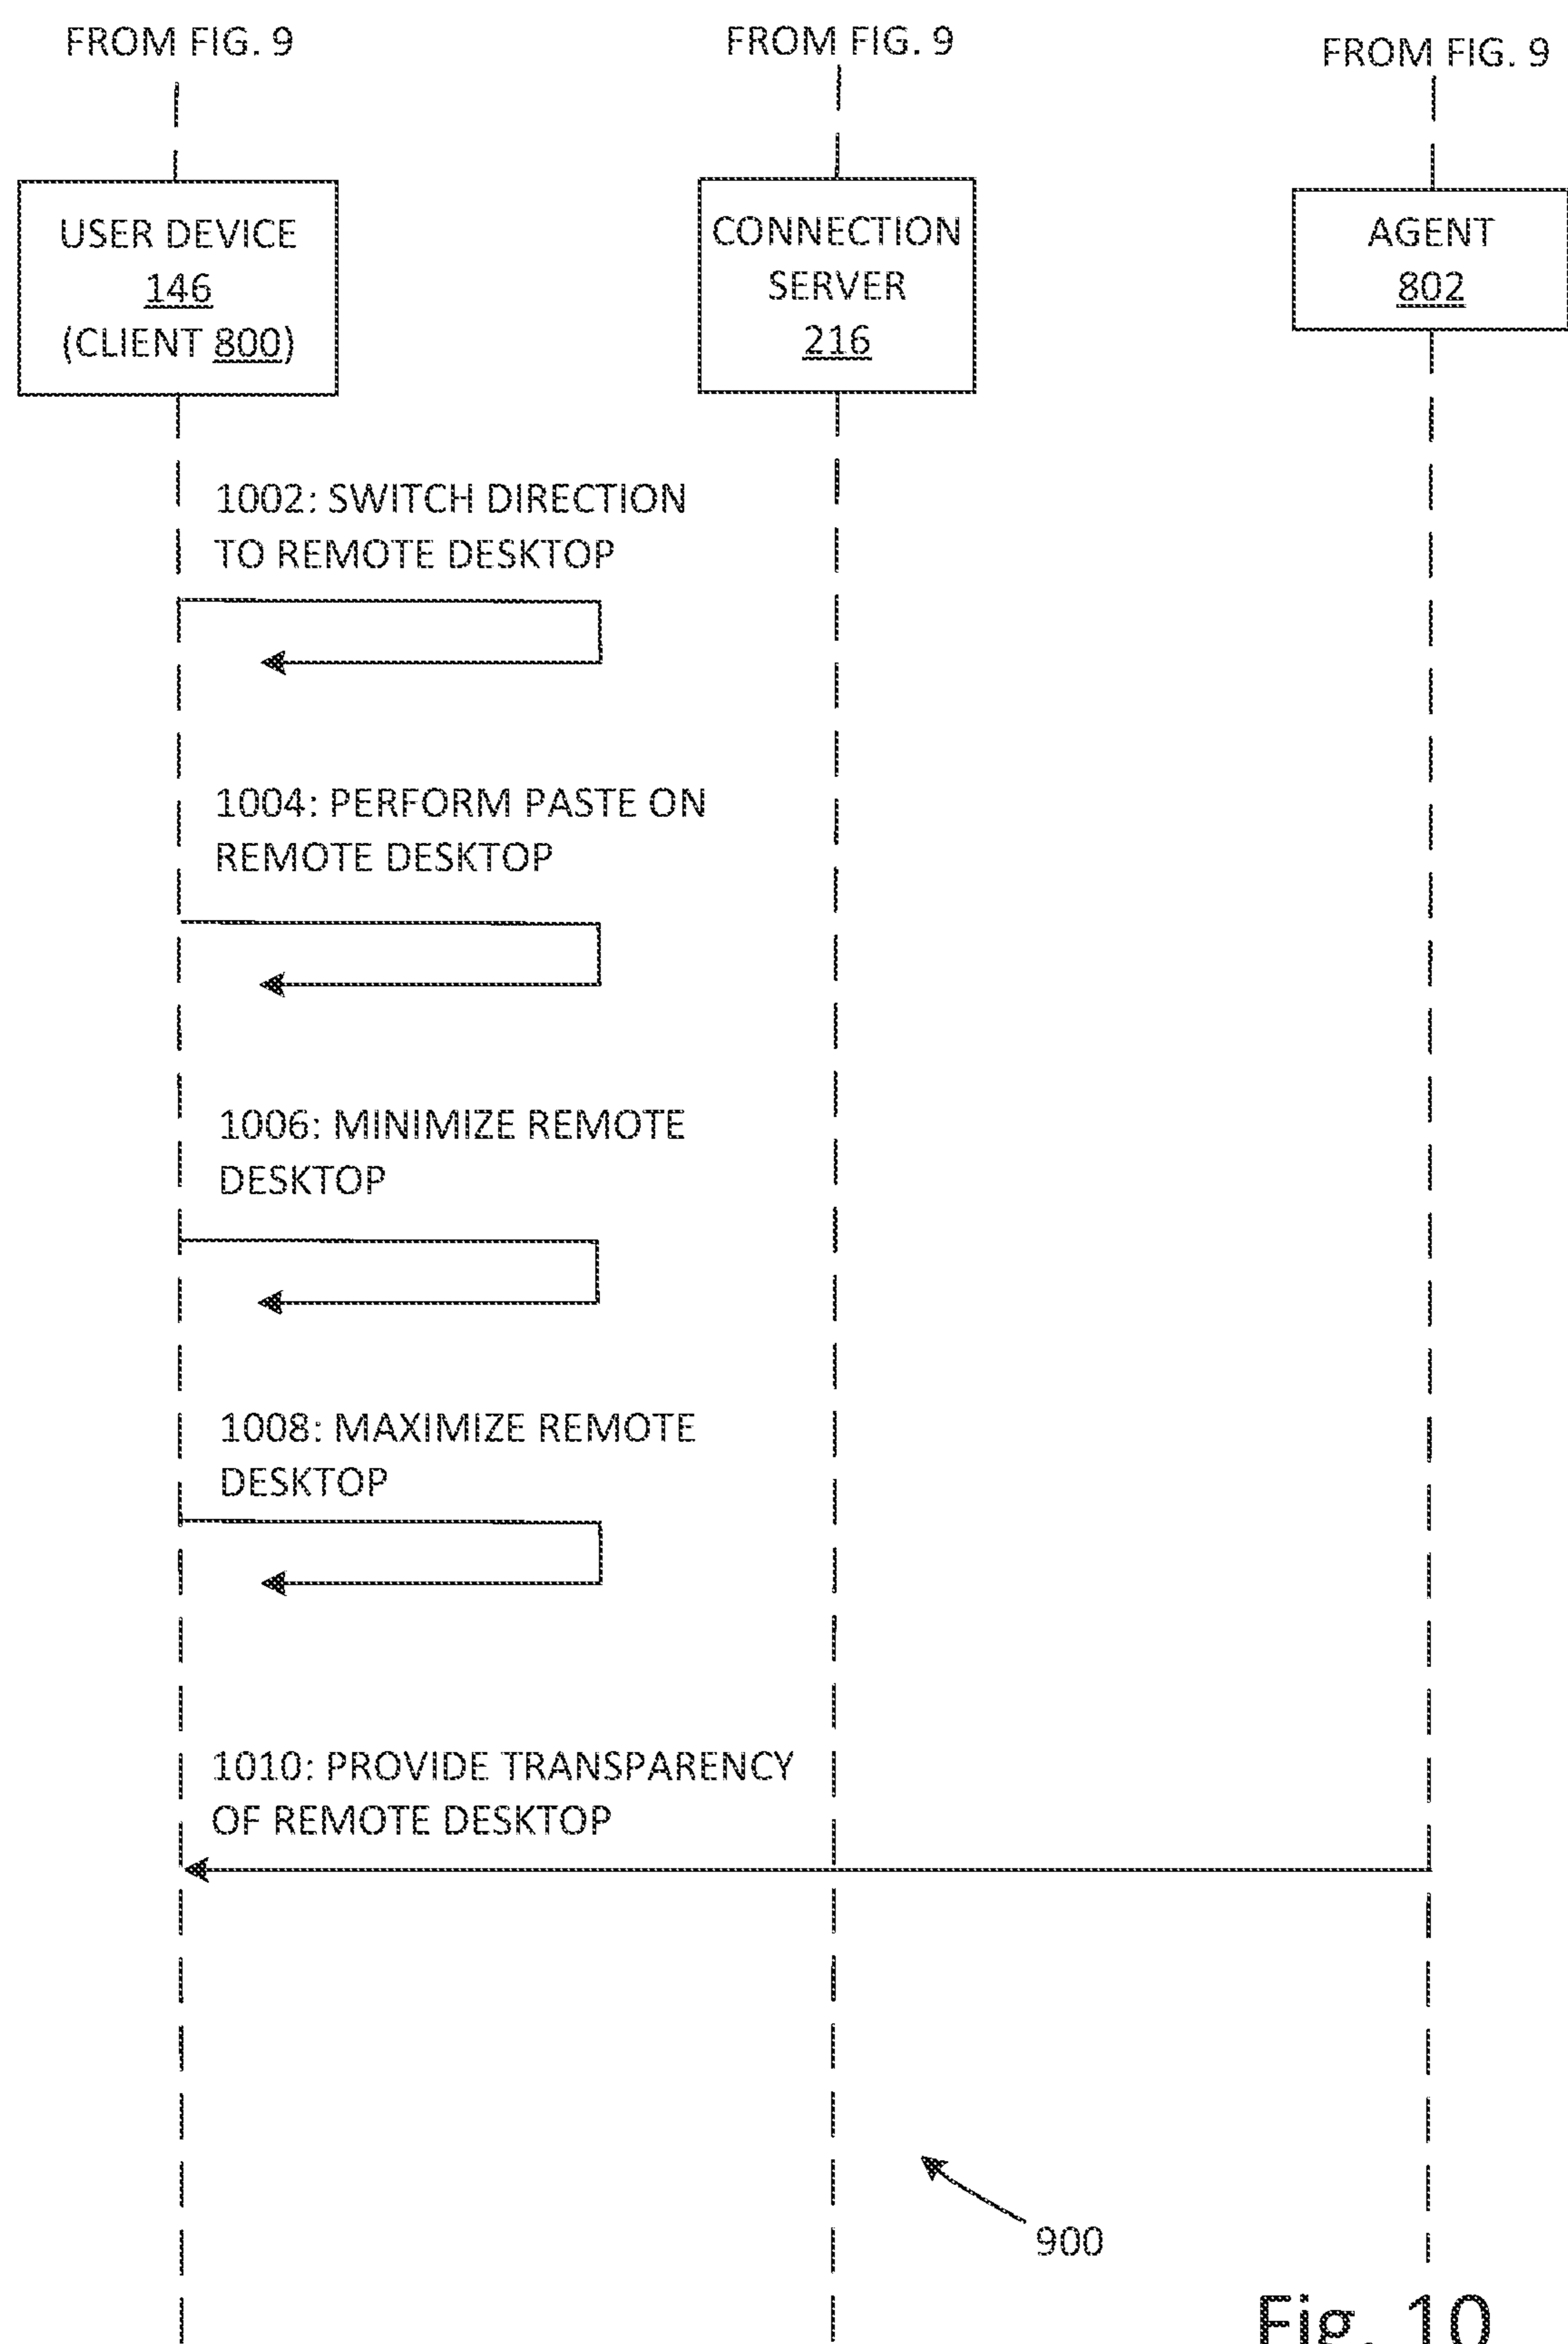 FROM FIG. 9
FROM FIG. 9
FROM FIG. 9
USER DEVICE
146
(CLIENT 800)
CONNECTION
SERVER
216
AGENT
802
1002: SWITCH DIRECTION
TO REMOTE DESKTOP
1004: PERFORM PASTE ON
REMOTE DESKTOP
1006: MINIMIZE REMOTE
DESKTOP
1008: MAXIMIZE REMOTE
DESKTOP
1010: PROVIDE TRANSPARENCY
OF REMOTE DESKTOP
900
Fig. 10